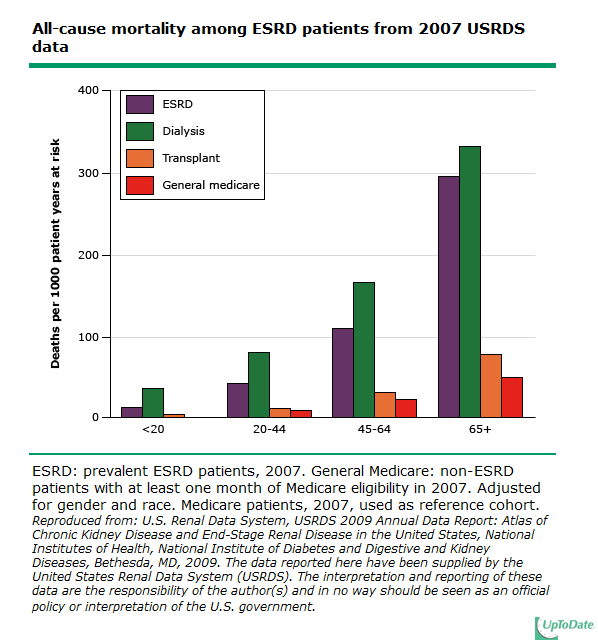 All-cause mortality among ESRD patients from 2007 USRDS
data
400
300
200
100
0
Deaths per 1000 patient years at risk
ESRD
Dialysis
Transplant
General medicare
<20
20-44
45-64
65+
ESRD: prevalent ESRD patients, 2007. General Medicare: non-ESRD
patients with at least one month of Medicare eligibility in 2007. Adjusted
for gender and race. Medicare patients, 2007, used as reference cohort.
Reproduced from: U.S. Renal Data System, USRDS 2009 Annual Data Report: Atlas of
Chronic Kidney Disease and End-Stage Renal Disease in the United States, National
Institutes of Health, National Institute of Diabetes and Digestive and Kidney
Diseases, Bethesda, MD, 2009. The data reported here have been supplied by the
United States Renal Data System (USRDS). The interpretation and reporting of these
data are the responsibility of the author(s) and in no way should be seen as an official
policy or interpretation of the U.S. government.
UpToDate